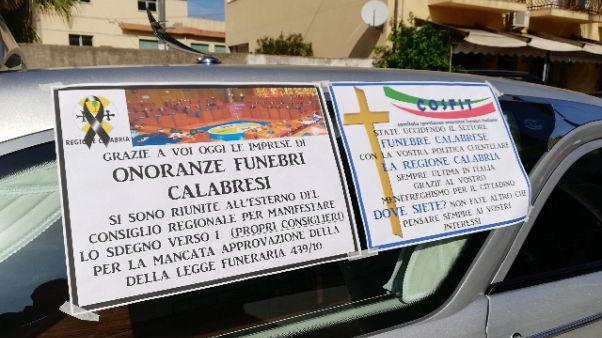 REGIONE CALABRIA
GRAZIE A VOI OGGI LE IMPRESE DI
ONORANZE FUNEBRI
CALABRESI
SI SONO RIUNITE ALL'ESTERNO DEL
CONSIGLIO REGIONALE PER MANIFESTARE
LO SDEGNO VERSO I (PROPRI CONSIGLIERI)
PER LA MANCATA APPROVAZIONE DELLA
DELLA LEGGE FUNERARIA 439/10
COSFIT
STATE UCCIDENDO IL SETTORE
FUNEBRE CALABRESE
CON LA VOSTRA POLITICA CLIENTELARE
LA REGIONE CALABRIA
SEMPRE ULTIMA IN ITALIA
GRAZIE AL VOSTRO
MENEFREGHISMO PER IL CITTADINO
DOVE SIETE? NON FATE ALTRO CHE
PENSARE SEMPRE AI VOSTRI
INTERESSI